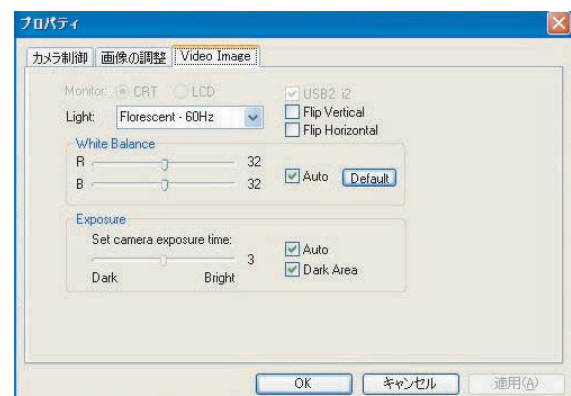 プロパティ
カメラ制御 画像の調整 Video Image
Monitor: CRT LCD
USB2 i2
Light: Florescent - 60Hz
Flip Vertical
Flip Horizontal
White Balance
R 32
B 32
Auto Default
Exposure
Set camera exposure time:
3
Dark Bright
Auto
Dark Area
OK キャンセル 適用(A)